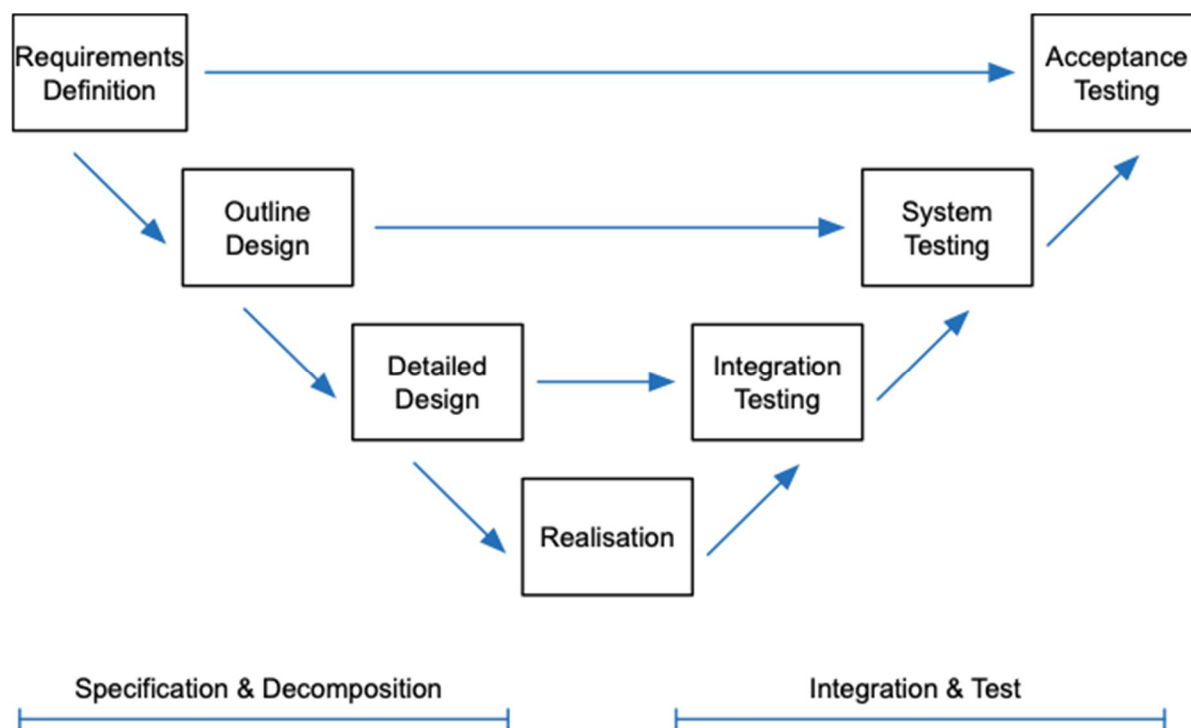 Requirements
Definition
Acceptance
Testing
Outline
Design
System
Testing
Detailed
Design
Integration
Testing
Realisation
Specification & Decomposition
Integration & Test